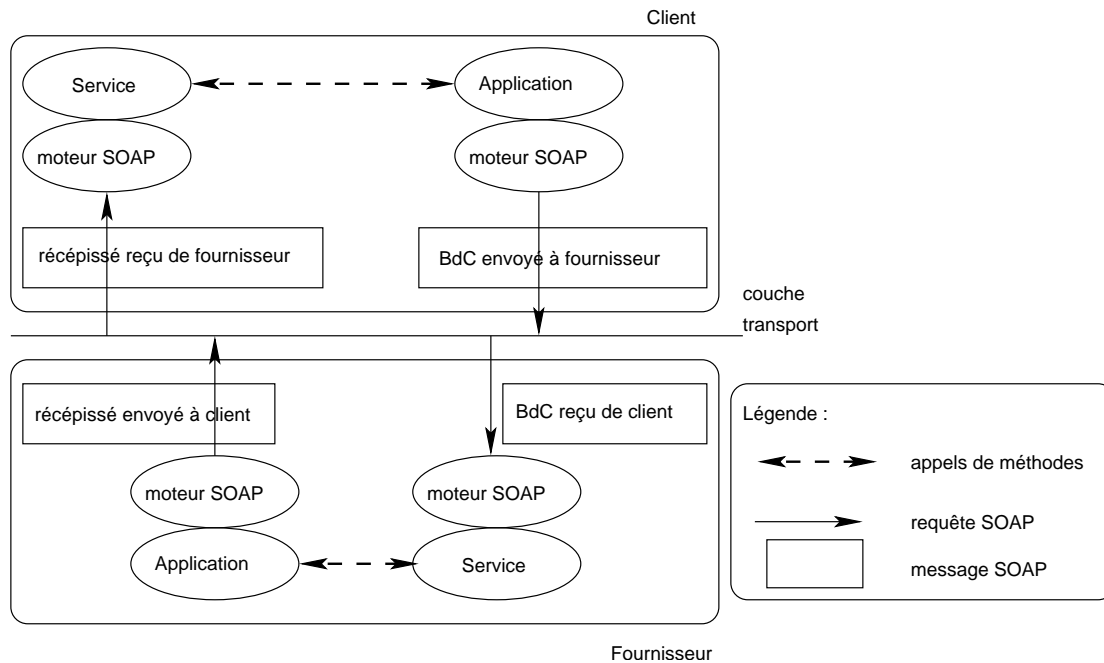 Client
Service
Application
moteur SOAP
moteur SOAP
récépissé reçu de fournisseur
BdC envoyé à fournisseur
couche
transport
récépissé envoyé à client
BdC reçu de client
Légende :
appels de méthodes
moteur SOAP
moteur SOAP
requête SOAP
Application
Service
message SOAP
Fournisseur